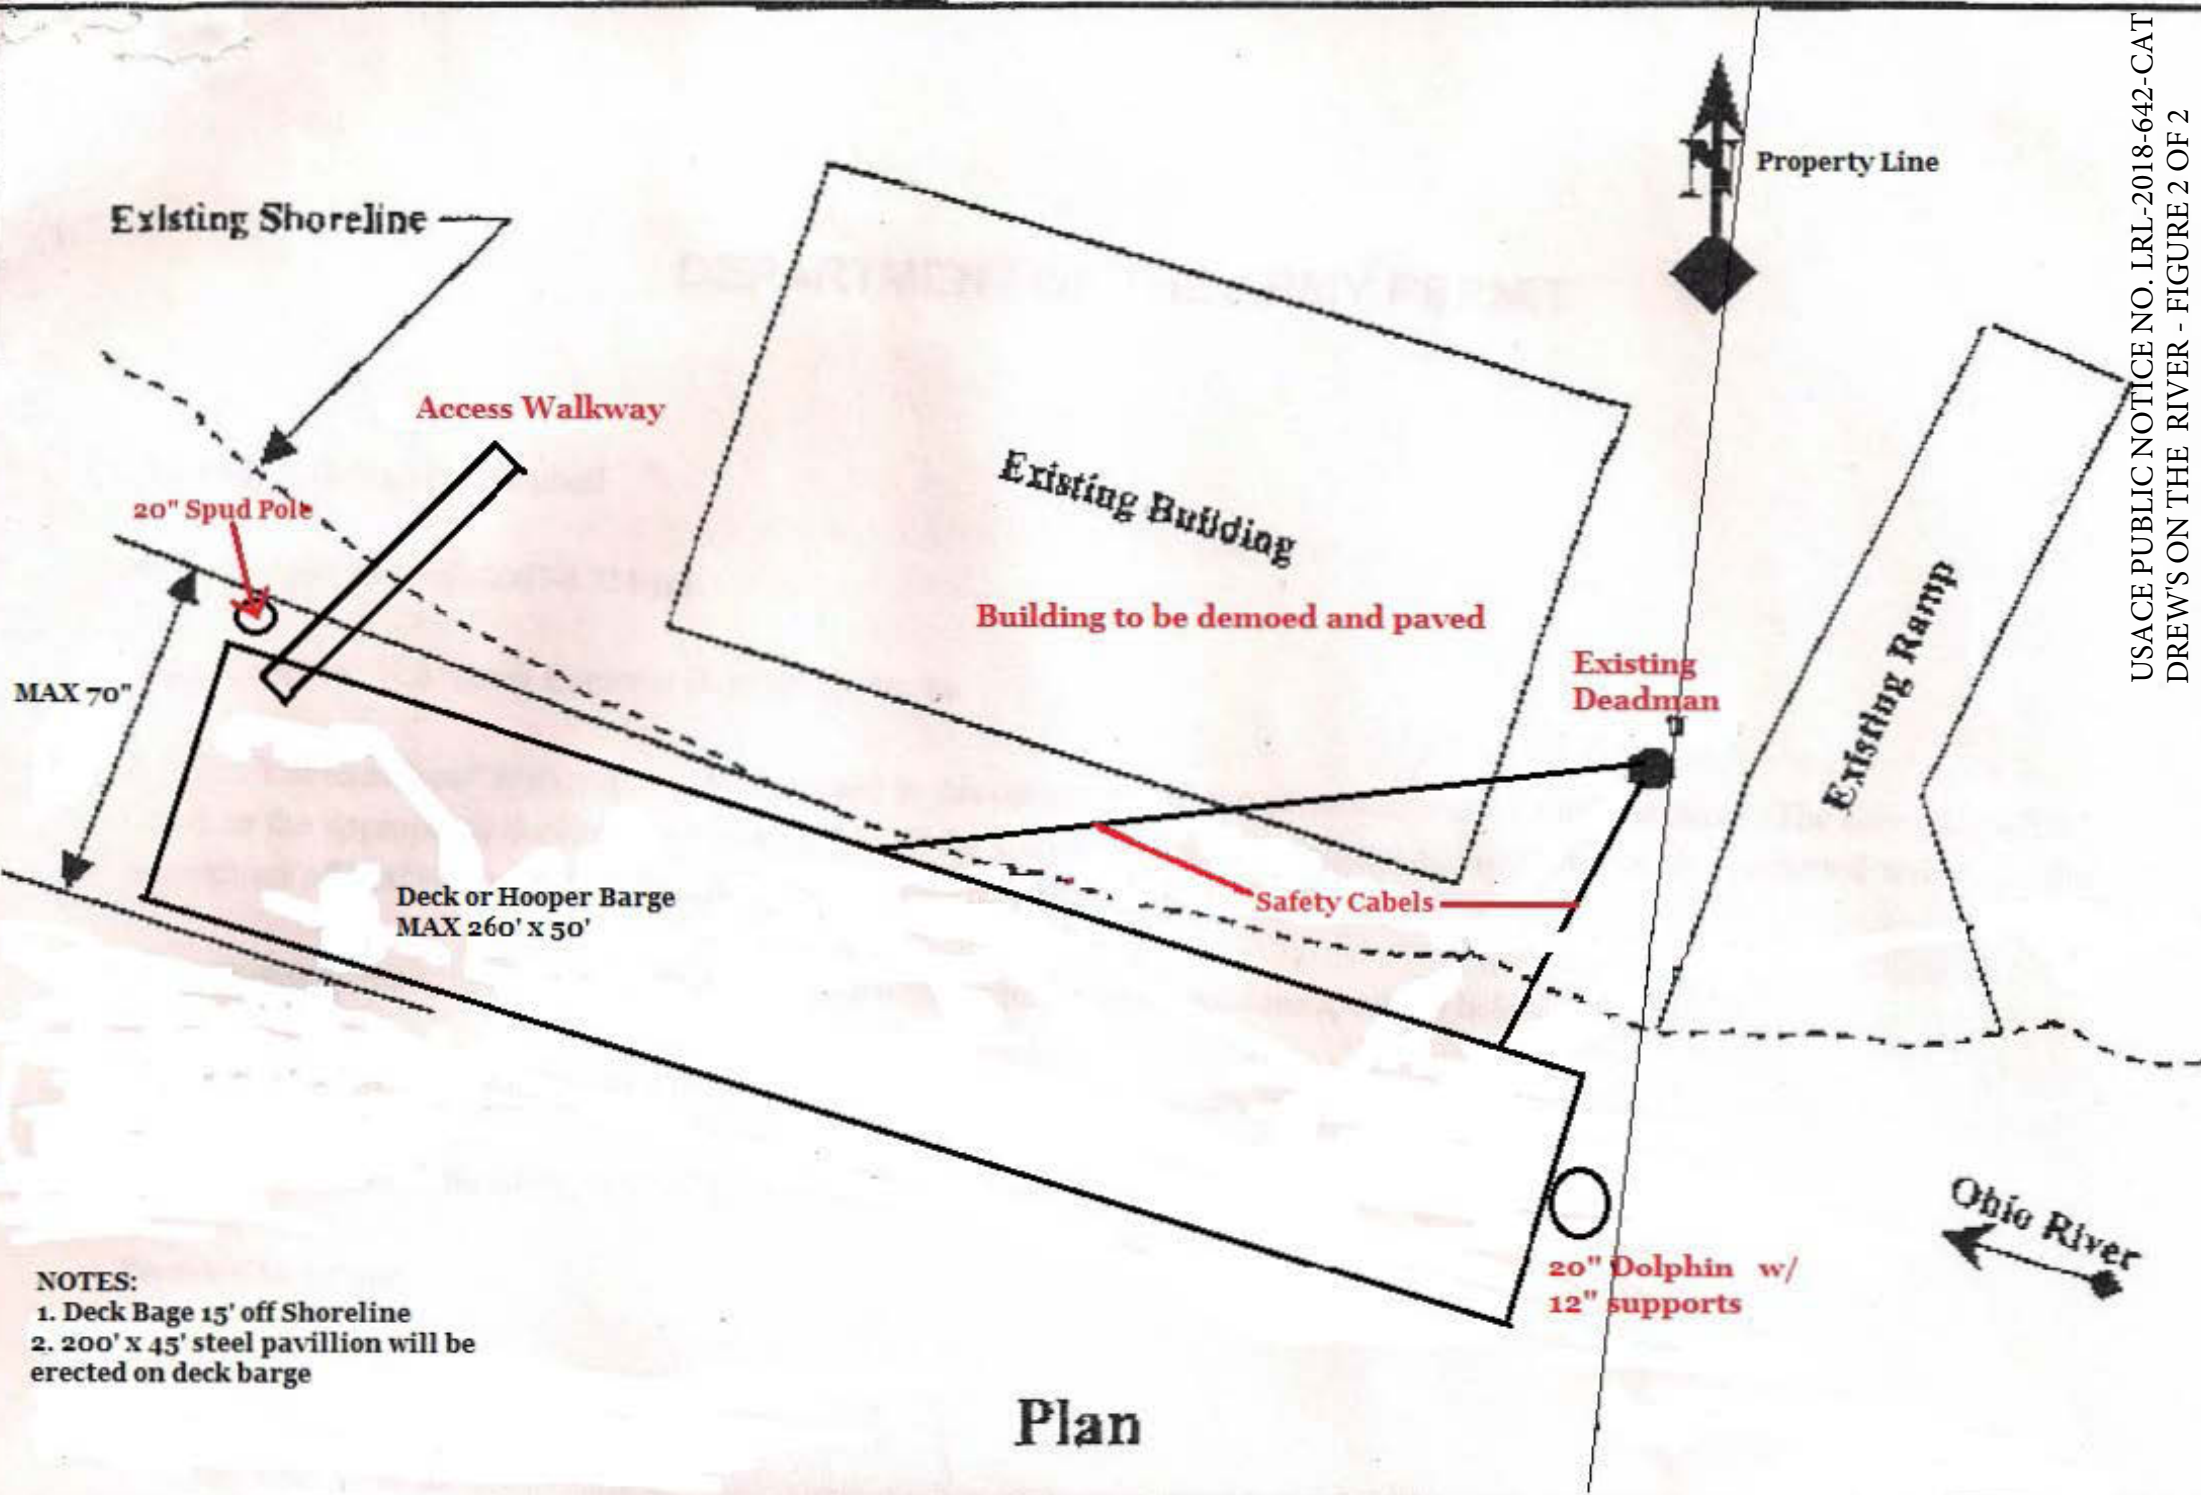 USACE PUBLIC NOTICE NO. LRL-2018-642-CAT
DREW'S ON THE RIVER - FIGURE 2 OF 2
N
Property Line
Existing Shoreline
Access Walkway
20" Spud Pole
Existing Building
Building to be demoed and paved
Existing
Deadman
Existing Ramp
MAX 70"
Deck or Hooper Barge
MAX 260' x 50'
Safety Cabels
Ohio River
20" Dolphin w/
12" supports
NOTES:
1. Deck Bage 15' off Shoreline
2. 200' x 45' steel pavillion will be
erected on deck barge
Plan